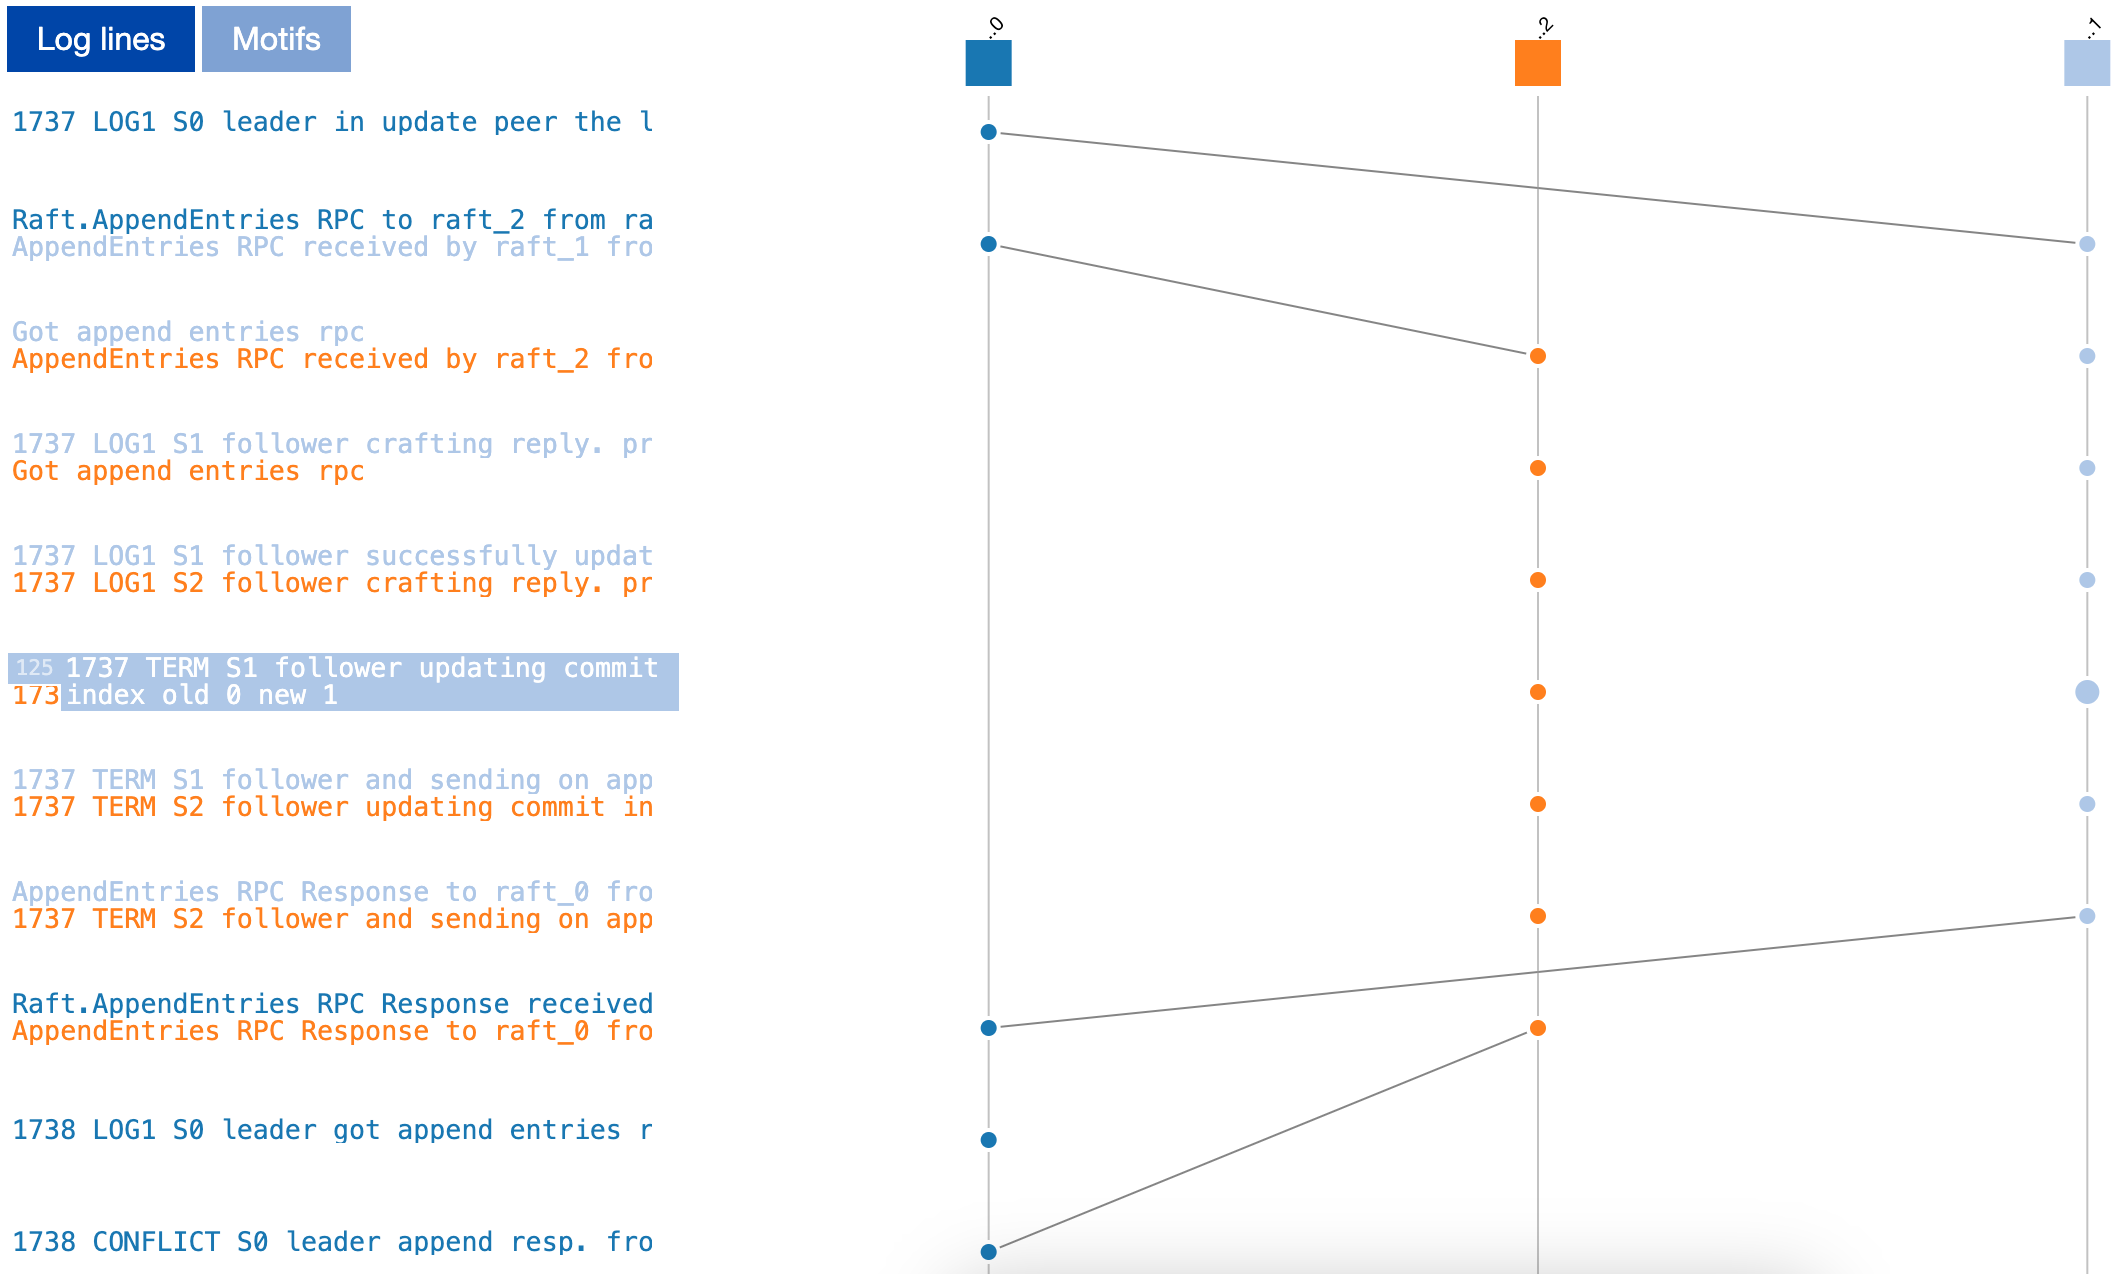 Log lines
Motifs
..0
..2
..1
1737 LOG1 S0 leader in update peer the l
Raft.AppendEntries RPC to raft_2 from ra
AppendEntries RPC received by raft_1 fro
Got append entries rpc
AppendEntries RPC received by raft_2 fro
1737 LOG1 S1 follower crafting reply. pr
Got append entries rpc
1737 LOG1 S1 follower successfully updat
1737 LOG1 S2 follower crafting reply. pr
125 1737 TERM S1 follower updating commit
173 index old 0 new 1
1737 TERM S1 follower and sending on app
1737 TERM S2 follower updating commit in
AppendEntries RPC Response to raft_0 fro
1737 TERM S2 follower and sending on app
Raft.AppendEntries RPC Response received
AppendEntries RPC Response to raft_0 fro
1738 LOG1 S0 leader got append entries r
1738 CONFLICT S0 leader append resp. fro